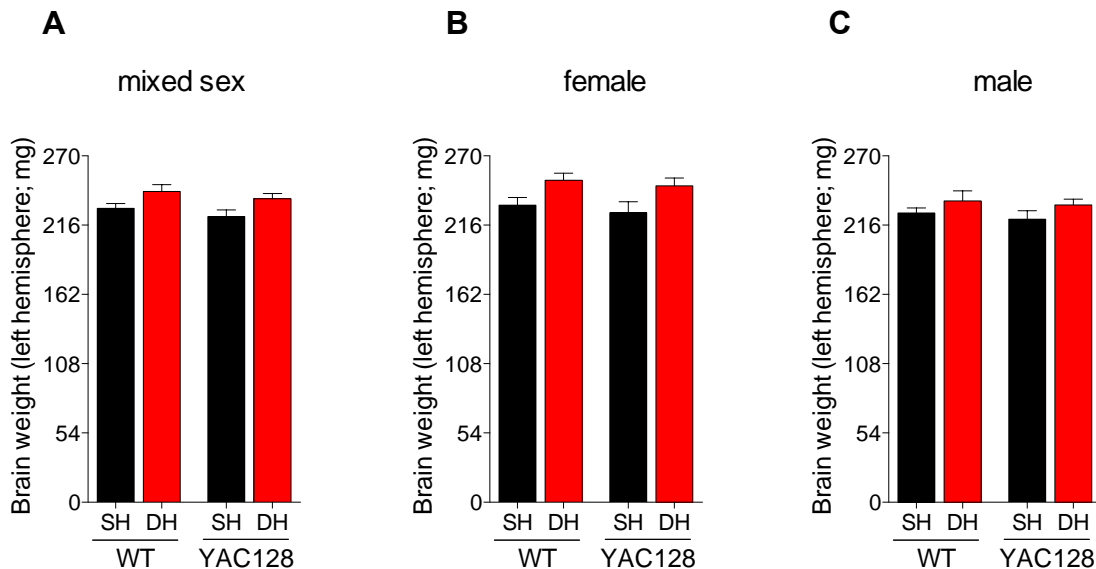 A
mixed sex
Brain weight (left hemisphere; mg)
270
216
162
108
54
0
SH DH SH DH
WT YAC128
B
female
Brain weight (left hemisphere; mg)
270
216
162
108
54
0
SH DH SH DH
WT YAC128
C
male
Brain weight (left hemisphere; mg)
270
216
162
108
54
0
SH DH SH DH
WT YAC128